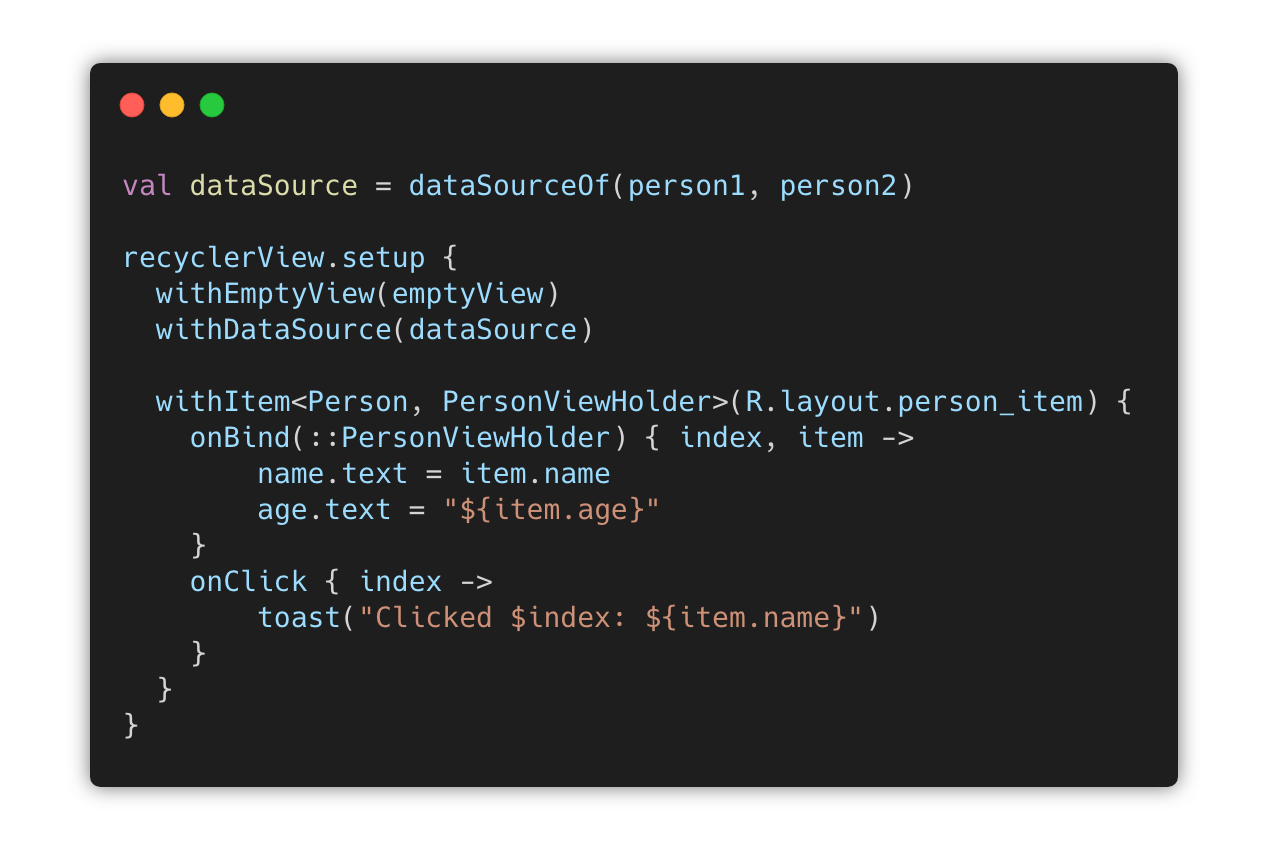 val dataSource = dataSourceOf(person1, person2)

recyclerView.setup {
  withEmptyView(emptyView)
  withDataSource(dataSource)

  withItem<Person, PersonViewHolder>(R.layout.person_item) {
    onBind(::PersonViewHolder) { index, item ->
        name.text = item.name
        age.text = "${item.age}"
    }
    onClick { index ->
        toast("Clicked $index: ${item.name}")
    }
  }
}